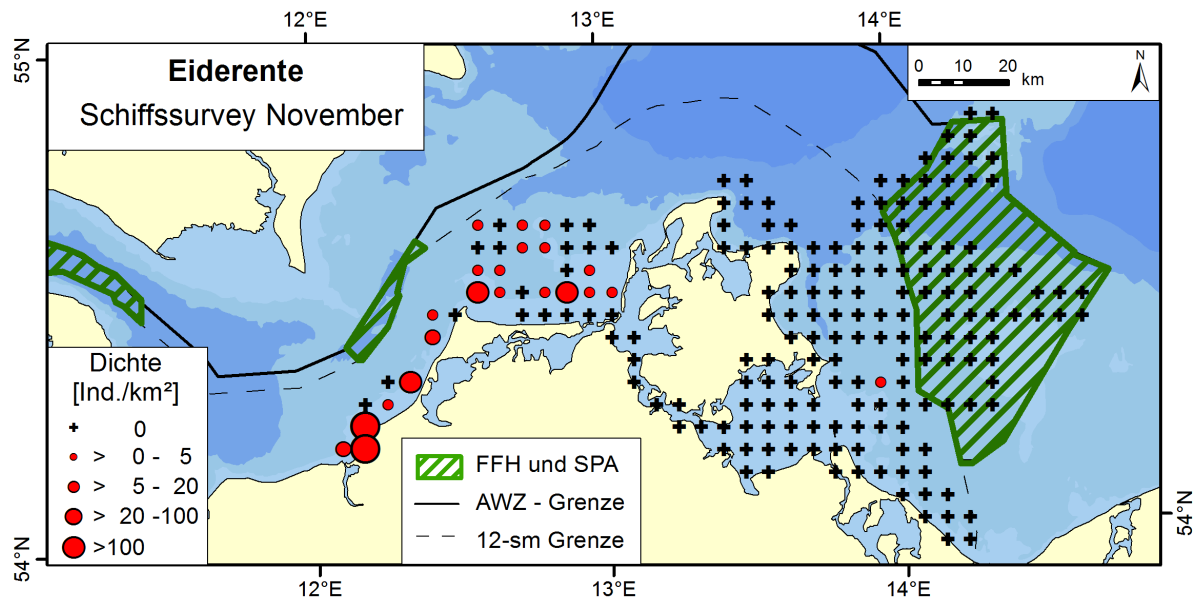 12°E
13°E
14°E
55°N
Eiderente
Schiffssurvey November
0 10 20
km
N
Dichte
[Ind./km²]
0
> 0 - 5
> 5 - 20
> 20 -100
>100
FFH und SPA
AWZ - Grenze
12-sm Grenze
54°N
54°N
12°E
13°E
14°E